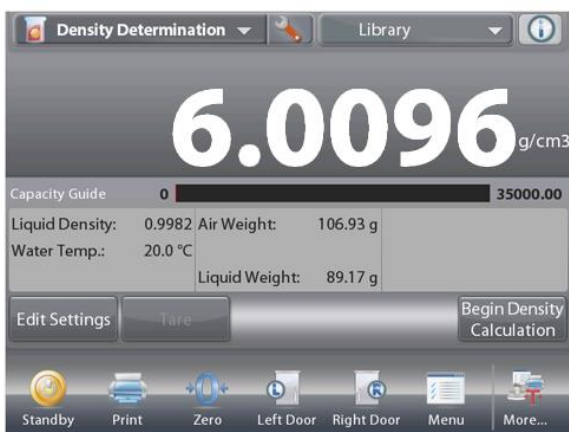 Density Determination Library
6.0096 g/cm3
Capacity Guide 0 35000.00
Liquid Density: 0.9982 Air Weight: 106.93 g
Water Temp.: 20.0 °C
Liquid Weight: 89.17 g
Edit Settings Tare Begin Density
Calculation
Standby Print Zero Left Door Right Door Menu More...